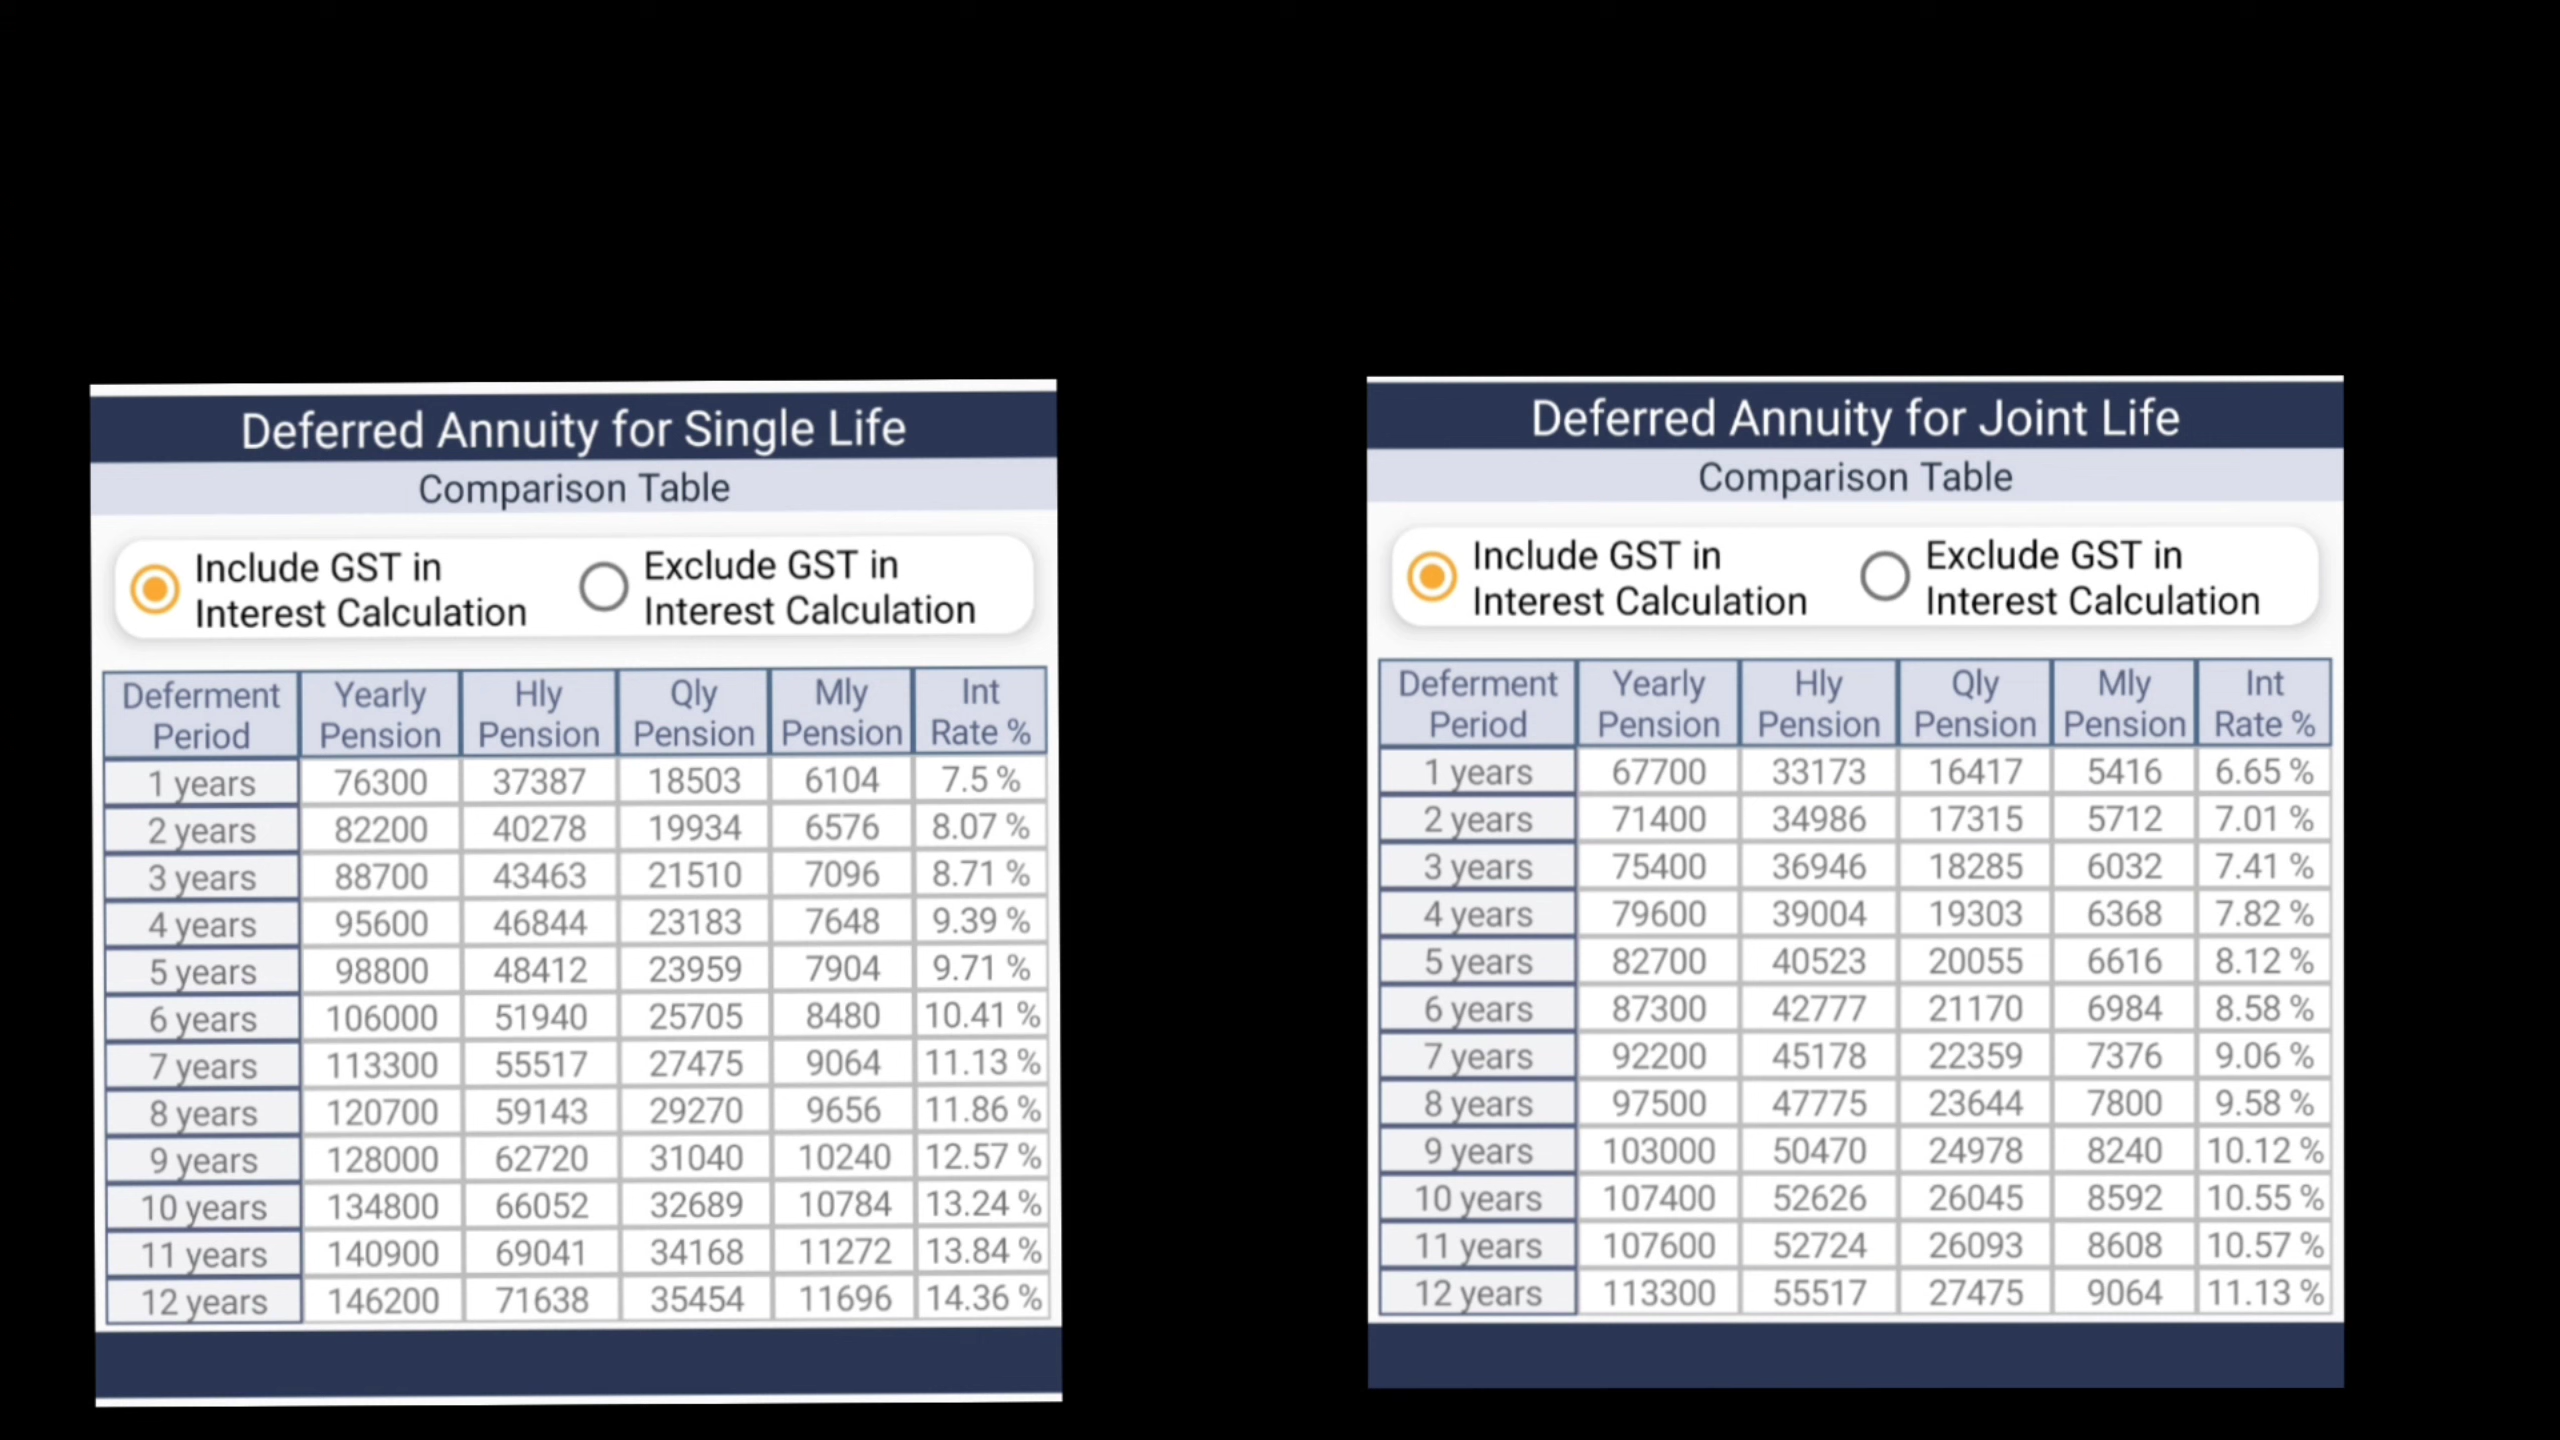 Deferred Annuity for Single Life
Comparison Table
Include GST in
Interest Calculation
Exclude GST in
Interest Calculation
Deferment Period Yearly Pension Hly Pension Qly Pension Mly Pension Int Rate %
1 years 76300 37387 18503 6104 7.5 %
2 years 82200 40278 19934 6576 8.07 %
3 years 88700 43463 21510 7096 8.71 %
4 years 95600 46844 23183 7648 9.39 %
5 years 98800 48412 23959 7904 9.71 %
6 years 106000 51940 25705 8480 10.41 %
7 years 113300 55517 27475 9064 11.13 %
8 years 120700 59143 29270 9656 11.86 %
9 years 128000 62720 31040 10240 12.57 %
10 years 134800 66052 32689 10784 13.24 %
11 years 140900 69041 34168 11272 13.84 %
12 years 146200 71638 35454 11696 14.36 %
Deferred Annuity for Joint Life
Comparison Table
Include GST in
Interest Calculation
Exclude GST in
Interest Calculation
Deferment Period Yearly Pension Hly Pension Qly Pension Mly Pension Int Rate %
1 years 67700 33173 16417 5416 6.65 %
2 years 71400 34986 17315 5712 7.01 %
3 years 75400 36946 18285 6032 7.41 %
4 years 79600 39004 19303 6368 7.82 %
5 years 82700 40523 20055 6616 8.12 %
6 years 87300 42777 21170 6984 8.58 %
7 years 92200 45178 22359 7376 9.06 %
8 years 97500 47775 23644 7800 9.58 %
9 years 103000 50470 24978 8240 10.12 %
10 years 107400 52626 26045 8592 10.55 %
11 years 107600 52724 26093 8608 10.57 %
12 years 113300 55517 27475 9064 11.13 %